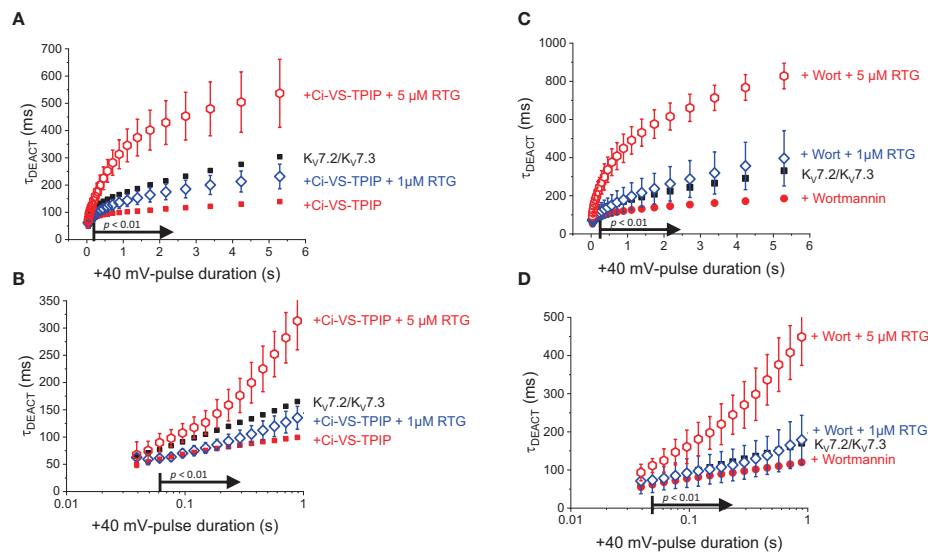 A
700
600
500
400
300
200
100
0
τDEACT (ms)
+Ci-VS-TPIP + 5 µM RTG
KV7.2/KV7.3
+Ci-VS-TPIP + 1µM RTG
+Ci-VS-TPIP
p < 0.01
0 1 2 3 4 5 6
+40 mV-pulse duration (s)
C
1000
800
600
400
200
0
τDEACT (ms)
+ Wort + 5 µM RTG
+ Wort + 1µM RTG
KV7.2/KV7.3
+ Wortmannin
p < 0.01
0 1 2 3 4 5 6
+40 mV-pulse duration (s)
B
350
300
250
200
150
100
50
0
τDEACT (ms)
+Ci-VS-TPIP + 5 µM RTG
KV7.2/KV7.3
+Ci-VS-TPIP + 1µM RTG
+Ci-VS-TPIP
p < 0.01
0.01 0.1 1
+40 mV-pulse duration (s)
D
500
400
300
200
100
0
τDEACT (ms)
+ Wort + 5 µM RTG
+ Wort + 1µM RTG
KV7.2/KV7.3
+ Wortmannin
p < 0.01
0.01 0.1 1
+40 mV-pulse duration (s)